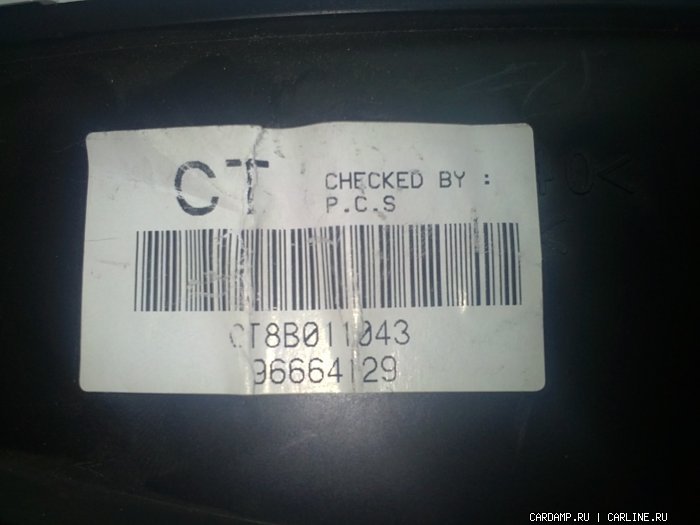 CT
CHECKED BY :
P.C.S
CT8B011043
96664129
CARDAMP.RU | CARLINE.RU